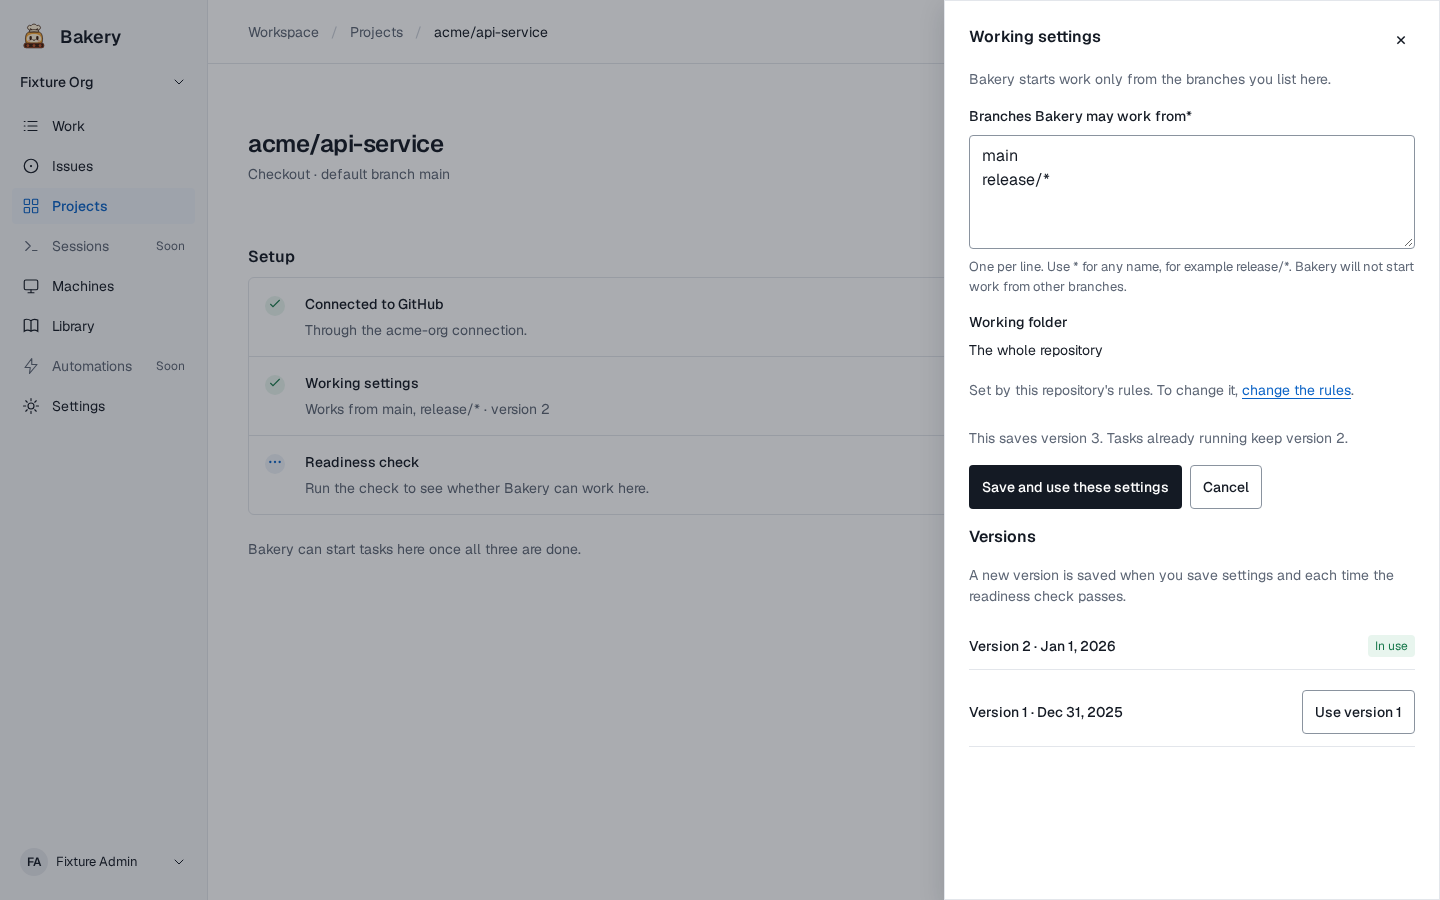 Bakery
Fixture Org
Work
Issues
Projects
Sessions Soon
Machines
Library
Automations Soon
Settings
FA Fixture Admin
Workspace / Projects / acme/api-service
acme/api-service
Checkout · default branch main
Setup
Connected to GitHub
Through the acme-org connection.
Working settings
Works from main, release/* · version 2
Readiness check
Run the check to see whether Bakery can work here.
Bakery can start tasks here once all three are done.
Working settings
Bakery starts work only from the branches you list here.
Branches Bakery may work from*
main
release/*
One per line. Use * for any name, for example release/*. Bakery will not start
work from other branches.
Working folder
The whole repository
Set by this repository's rules. To change it, change the rules.
This saves version 3. Tasks already running keep version 2.
Save and use these settings Cancel
Versions
A new version is saved when you save settings and each time the
readiness check passes.
Version 2 · Jan 1, 2026 In use
Version 1 · Dec 31, 2025 Use version 1